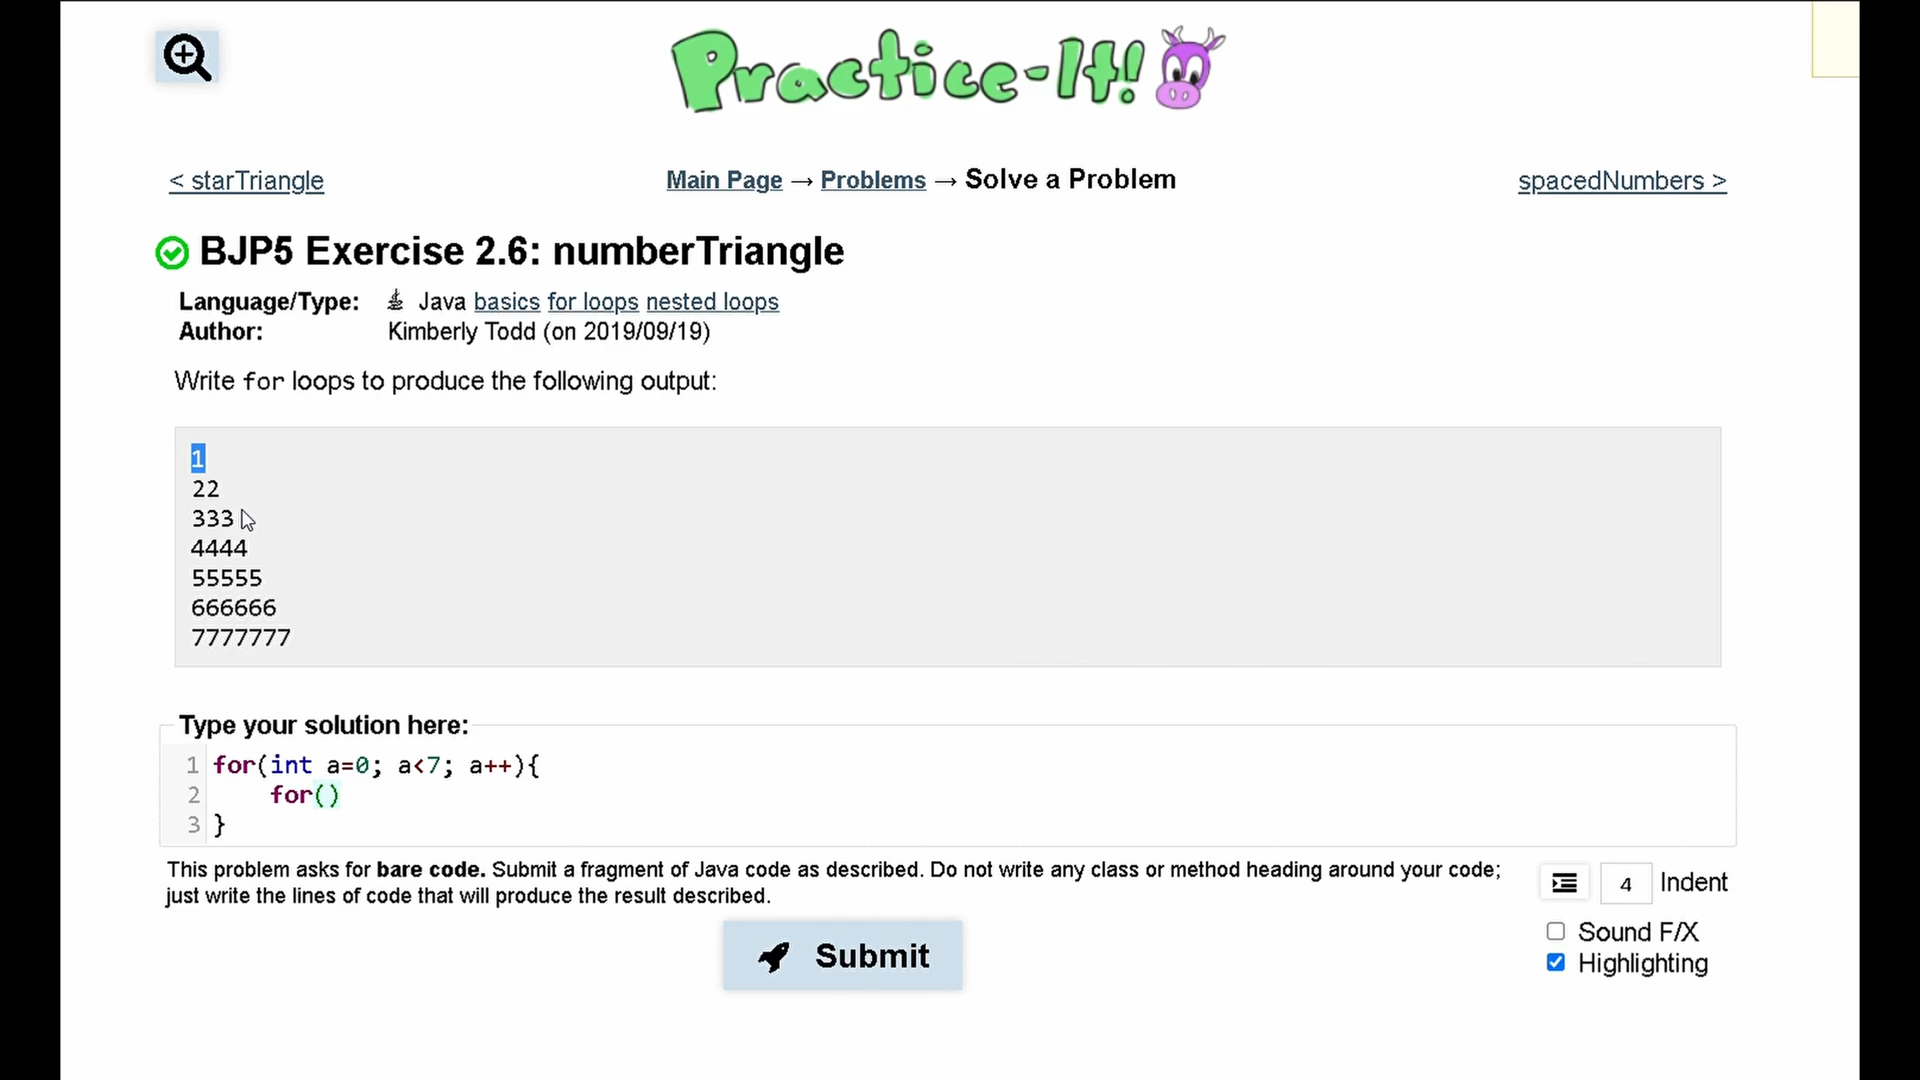 Practice-It!
< starTriangle
Main Page → Problems → Solve a Problem
spacedNumbers >
BJP5 Exercise 2.6: numberTriangle
Language/Type: Java basics for loops nested loops
Author: Kimberly Todd (on 2019/09/19)
Write for loops to produce the following output:
1
22
333
4444
55555
666666
7777777
Type your solution here:
1 for(int a=0; a<7; a++){
2     for()
3 }
This problem asks for bare code. Submit a fragment of Java code as described. Do not write any class or method heading around your code;
just write the lines of code that will produce the result described.
4 Indent
Sound F/X
Highlighting
Submit